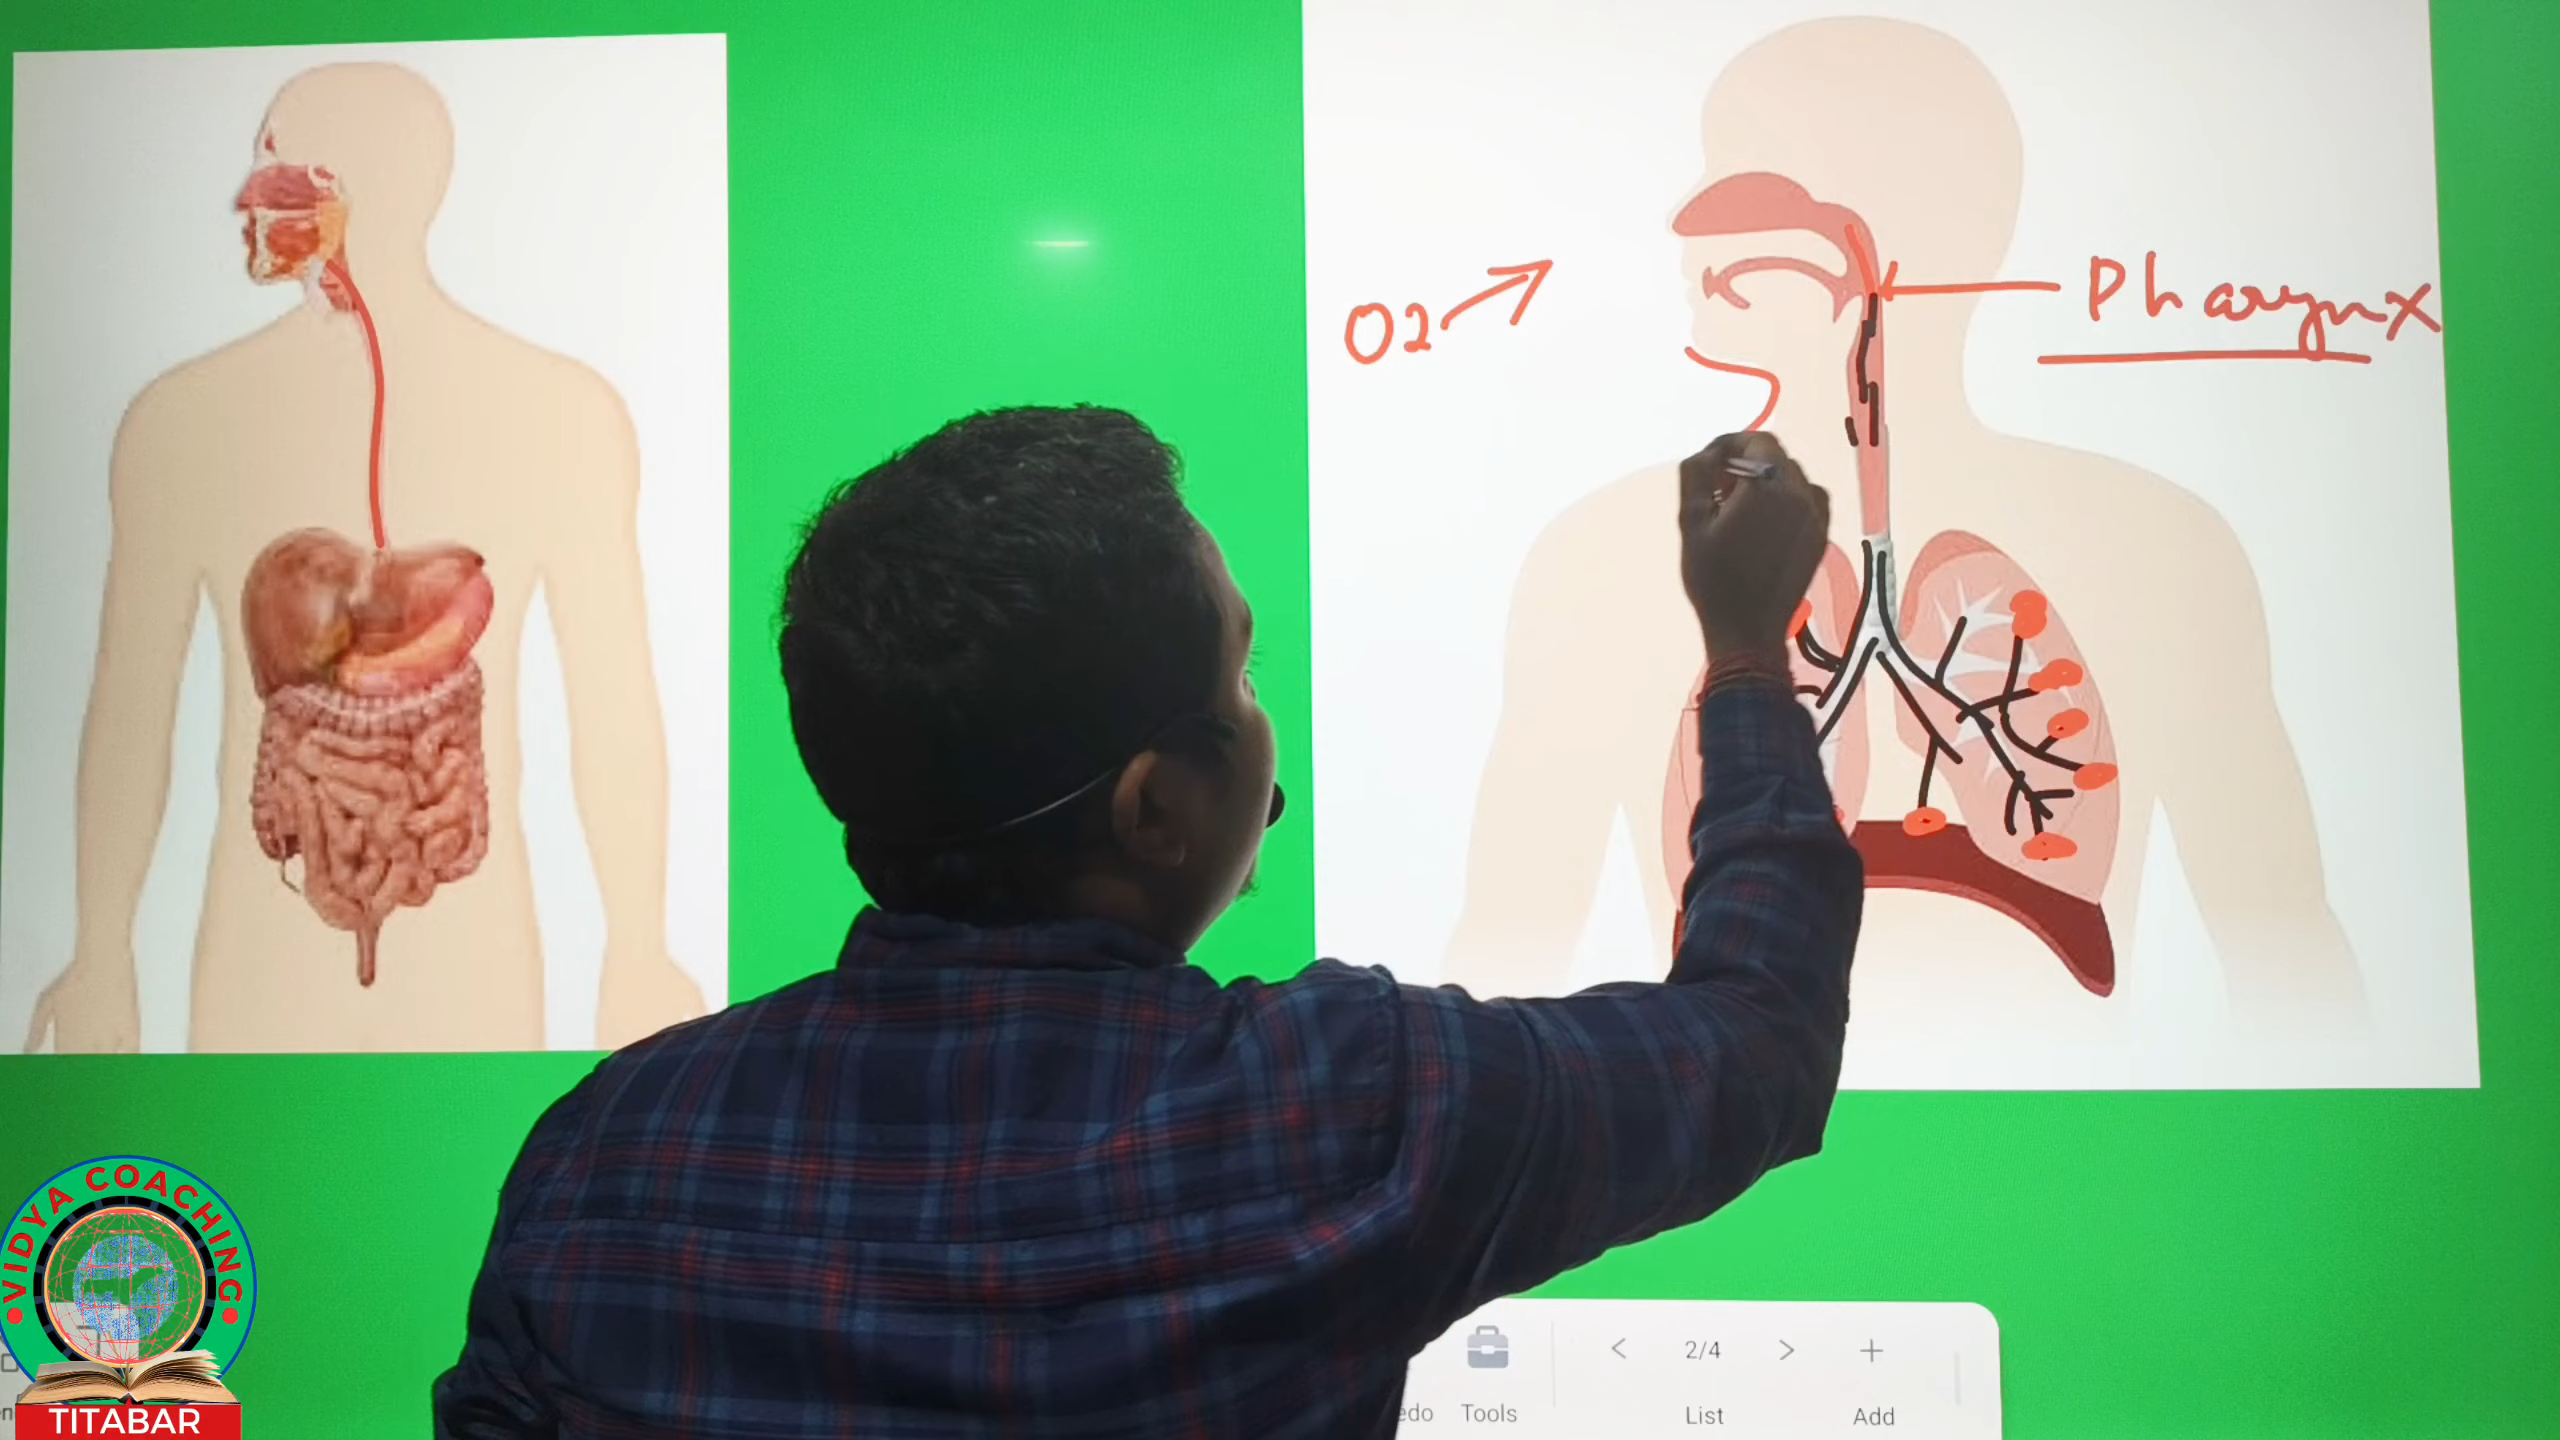 O2
Pharynx
VIDYA COACHING
TITABAR
2/4
edo
Tools
List
Add